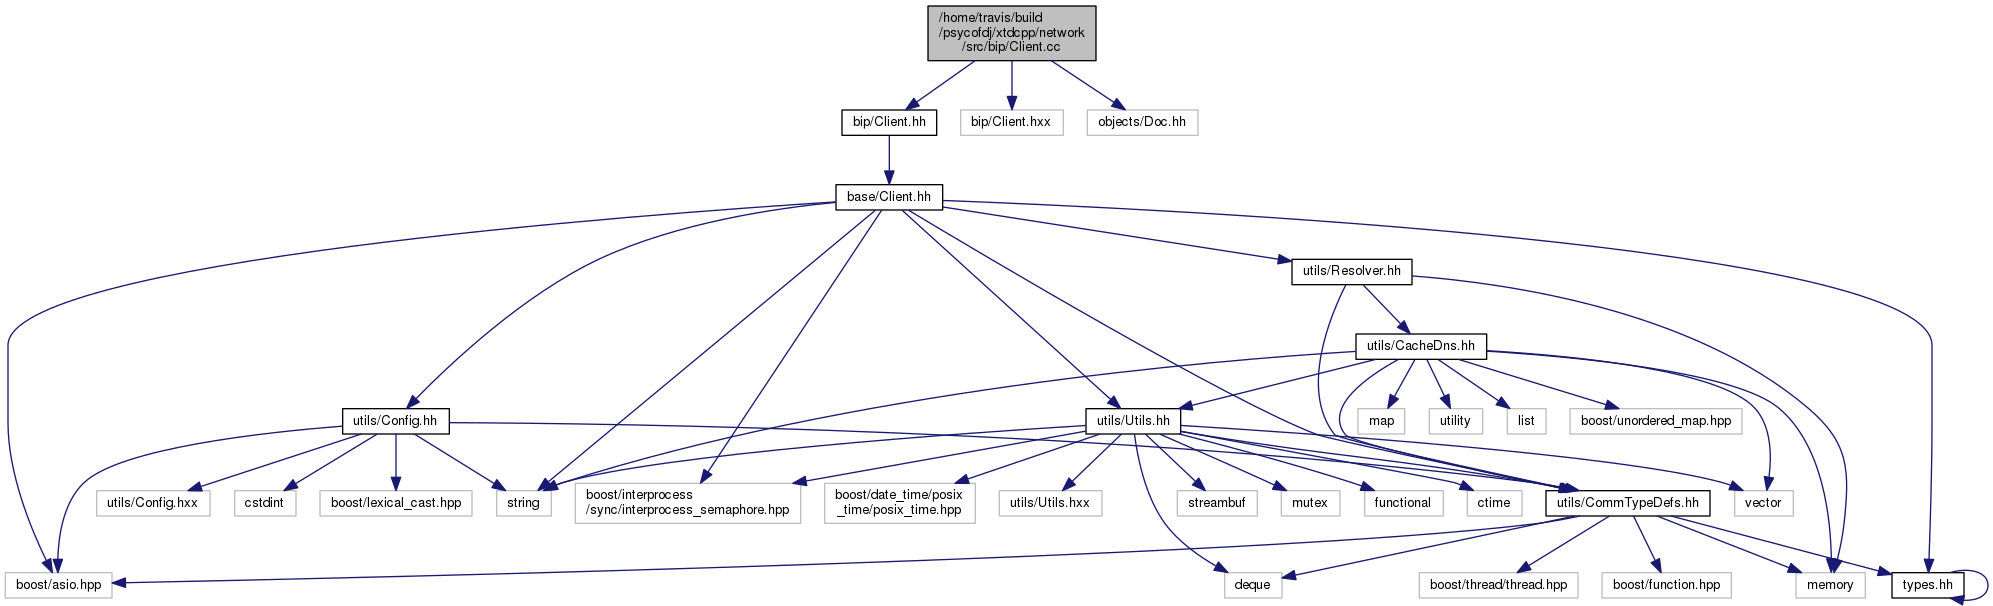 /home/travis/build
/psycofdj/xtdcpp/network
/src/bip/Client.cc
bip/Client.hh
bip/Client.hxx
objects/Doc.hh
base/Client.hh
utils/Resolver.hh
utils/CacheDns.hh
utils/Config.hh
utils/Utils.hh
map
utility
list
boost/unordered_map.hpp
utils/Config.hxx
cstdint
boost/lexical_cast.hpp
string
boost/interprocess
/sync/interprocess_semaphore.hpp
boost/date_time/posix
_time/posix_time.hpp
utils/Utils.hxx
streambuf
mutex
functional
ctime
utils/CommTypeDefs.hh
vector
boost/asio.hpp
deque
boost/thread/thread.hpp
boost/function.hpp
memory
types.hh